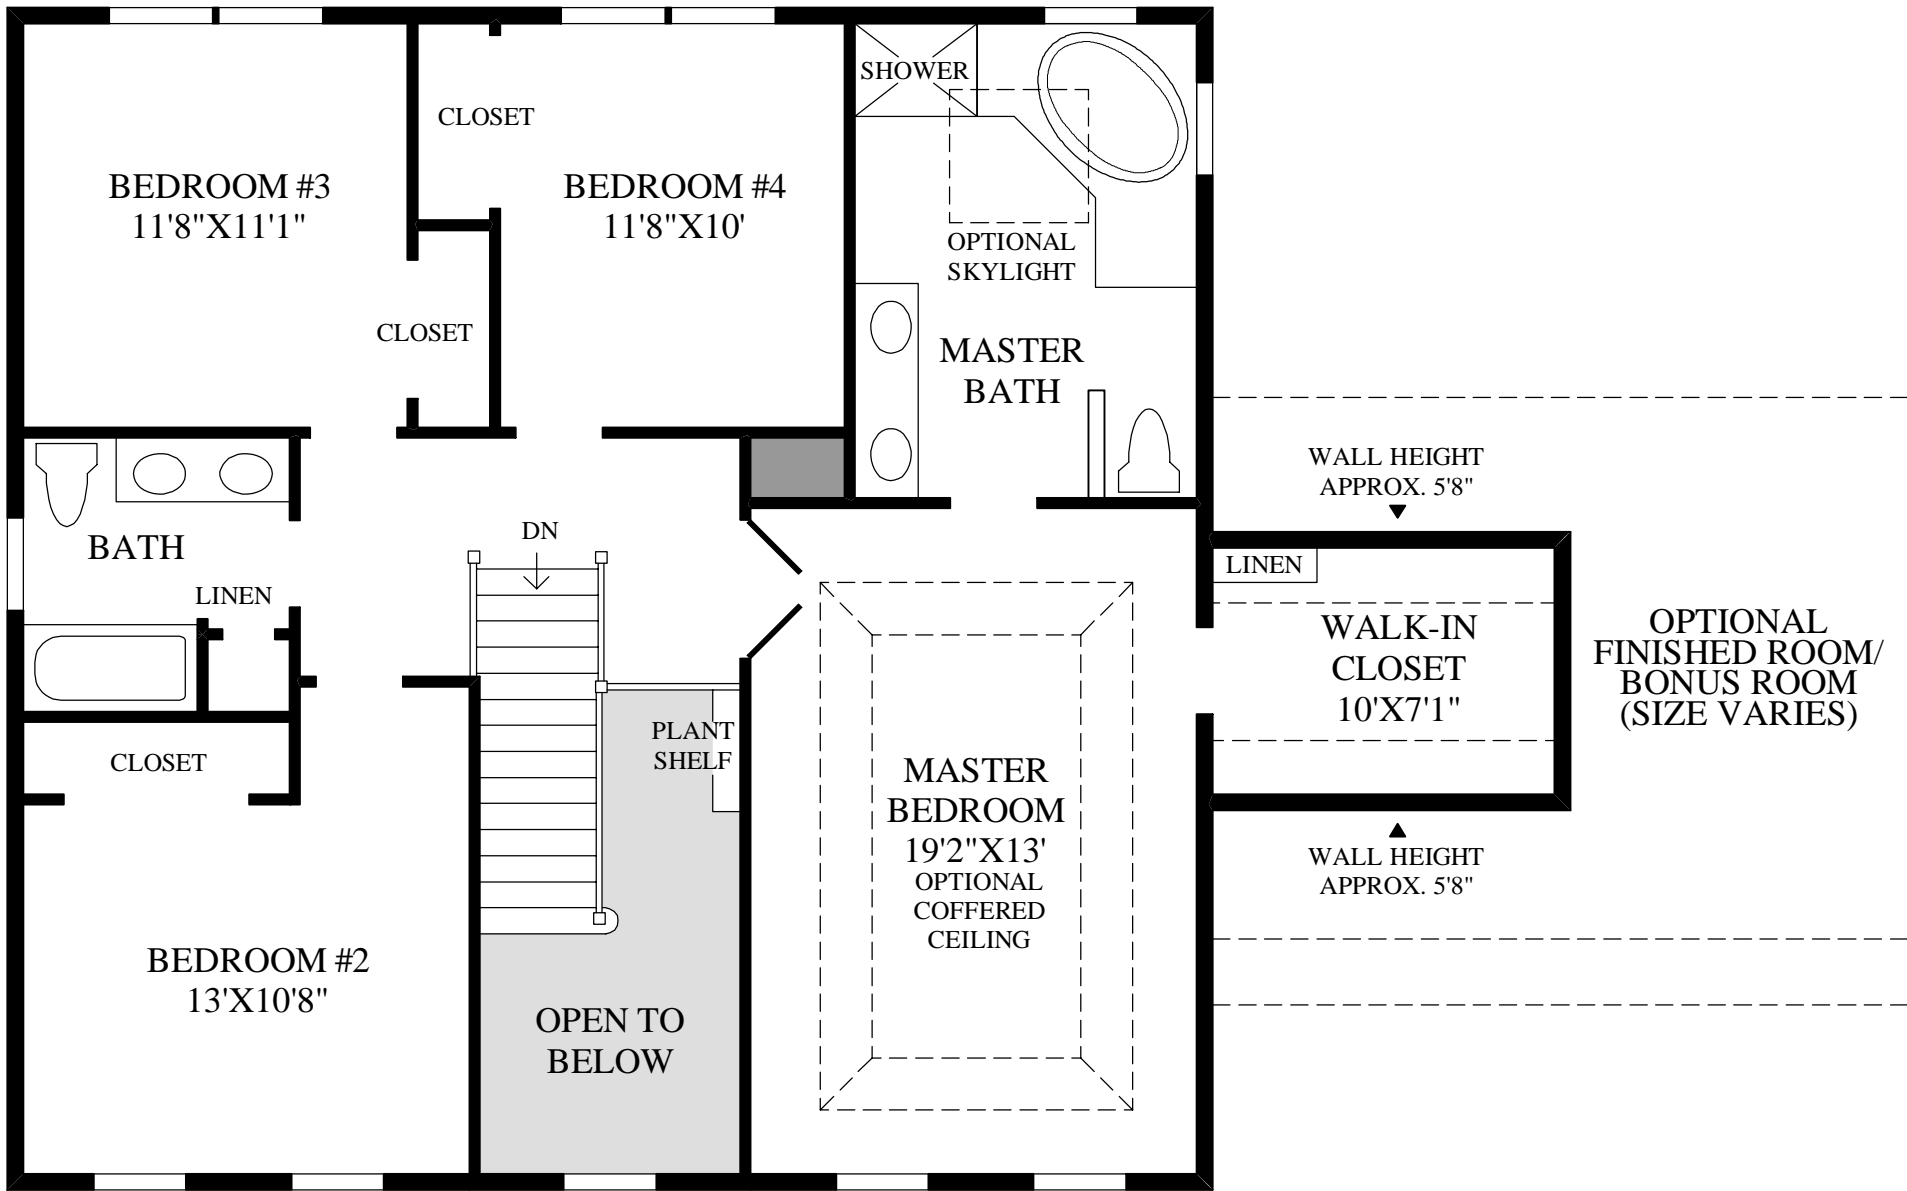 SHOWER
CLOSET
BEDROOM #3
11'8"X11'1"
BEDROOM #4
11'8"X10'
OPTIONAL
SKYLIGHT
CLOSET
MASTER
BATH
WALL HEIGHT
APPROX. 5'8"
DN
BATH
LINEN
LINEN
WALK-IN
CLOSET
10'X7'1"
OPTIONAL
FINISHED ROOM/
BONUS ROOM
(SIZE VARIES)
PLANT
SHELF
CLOSET
MASTER
BEDROOM
19'2"X13'
OPTIONAL
COFFERED
CEILING
WALL HEIGHT
APPROX. 5'8"
BEDROOM #2
13'X10'8"
OPEN TO
BELOW